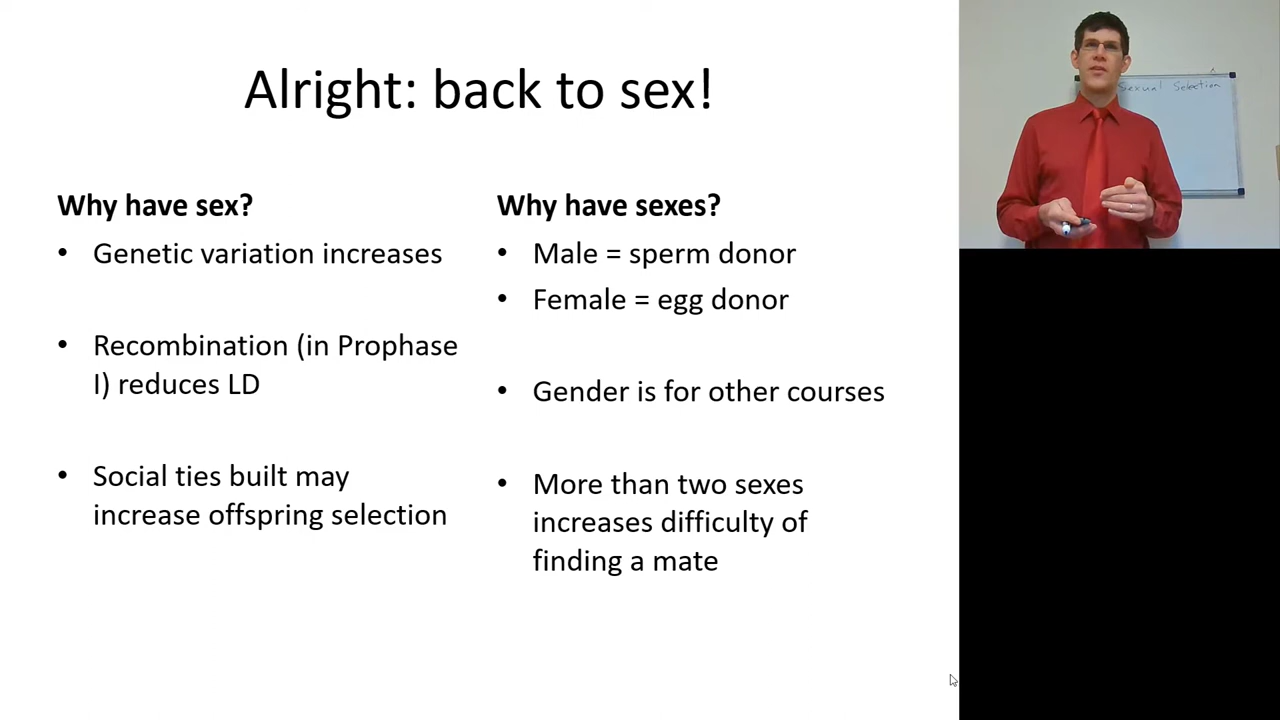 Alright: back to sex!
Why have sex?
• Genetic variation increases
• Recombination (in Prophase
I) reduces LD
• Social ties built may
increase offspring selection
Why have sexes?
• Male = sperm donor
• Female = egg donor
• Gender is for other courses
• More than two sexes
increases difficulty of
finding a mate
Sexual Selection